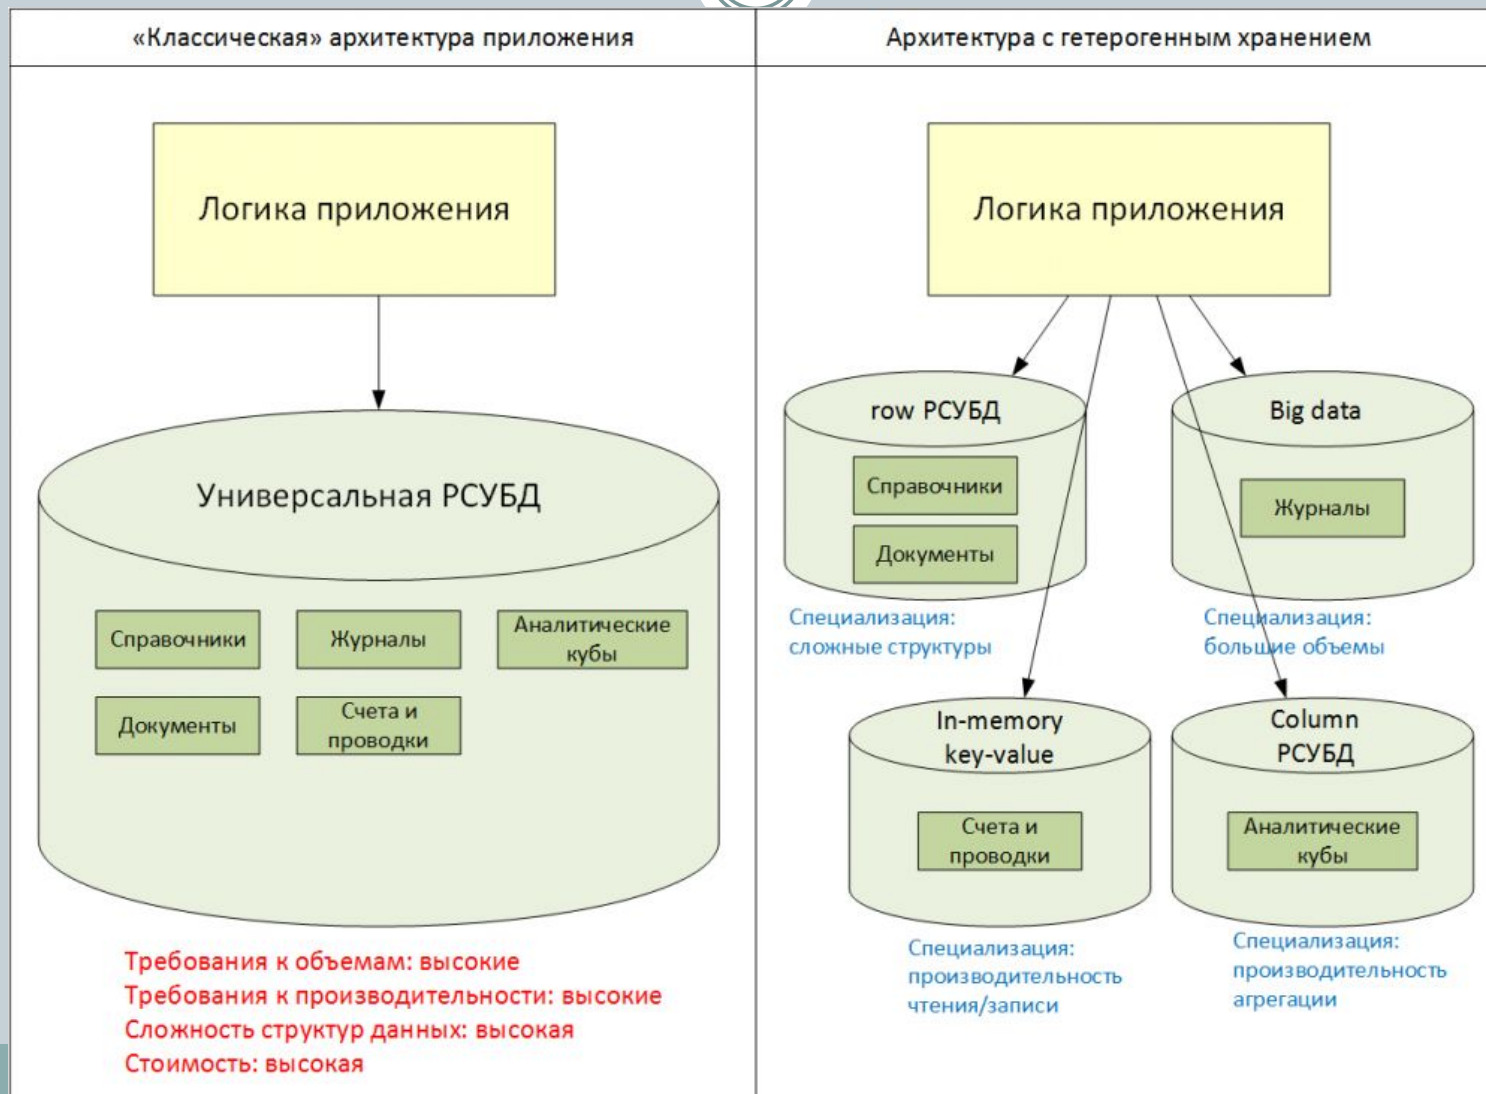 «Классическая» архитектура приложения
Логика приложения
Универсальная РСУБД
Справочники
Журналы
Аналитические
кубы
Документы
Счета и
проводки
Требования к объемам: высокие
Требования к производительности: высокие
Сложность структур данных: высокая
Стоимость: высокая
Архитектура с гетерогенным хранением
Логика приложения
row РСУБД
Справочники
Документы
Специализация:
сложные структуры
Big data
Журналы
Специализация:
большие объемы
In-memory
key-value
Счета и
проводки
Специализация:
производительность
чтения/записи
Column
РСУБД
Аналитические
кубы
Специализация:
производительность
агрегации